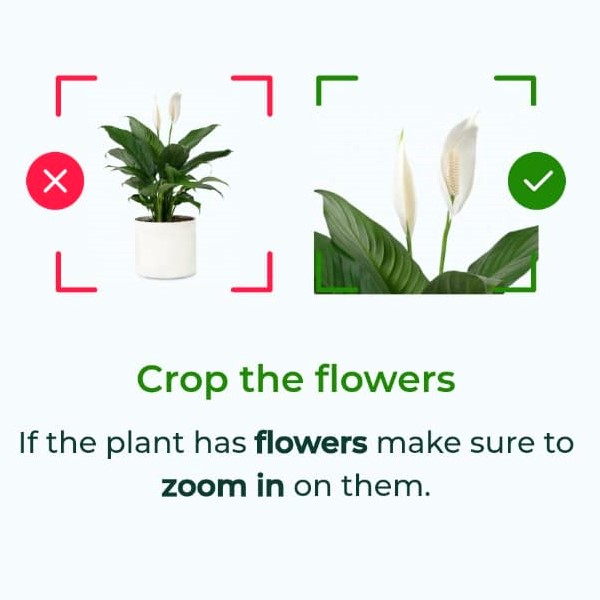 Crop the flowers
If the plant has flowers make sure to
zoom in on them.